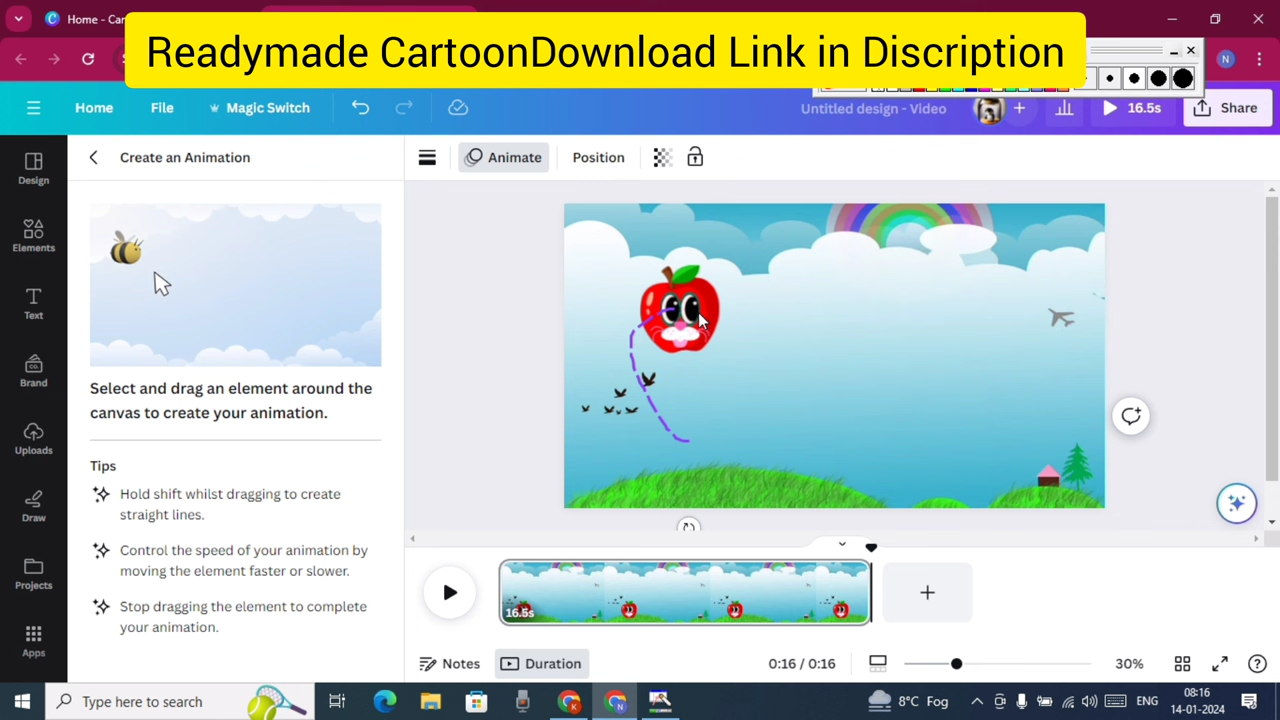 Home - Can
Readymade CartoonDownload Link in Discription
N
Home
File
Magic Switch
Untitled design - Video
16.5s
Share
Design
Elements
Text
Brand
Uploads
Draw
Projects
Apps
Create an Animation
Select and drag an element around the
canvas to create your animation.
Tips
Hold shift whilst dragging to create
straight lines.
Control the speed of your animation by
moving the element faster or slower.
Stop dragging the element to complete
your animation.
Animate
Position
16.5s
Notes
Duration
0:16 / 0:16
30%
Type here to search
8°C Fog
ENG
08:16
14-01-2024